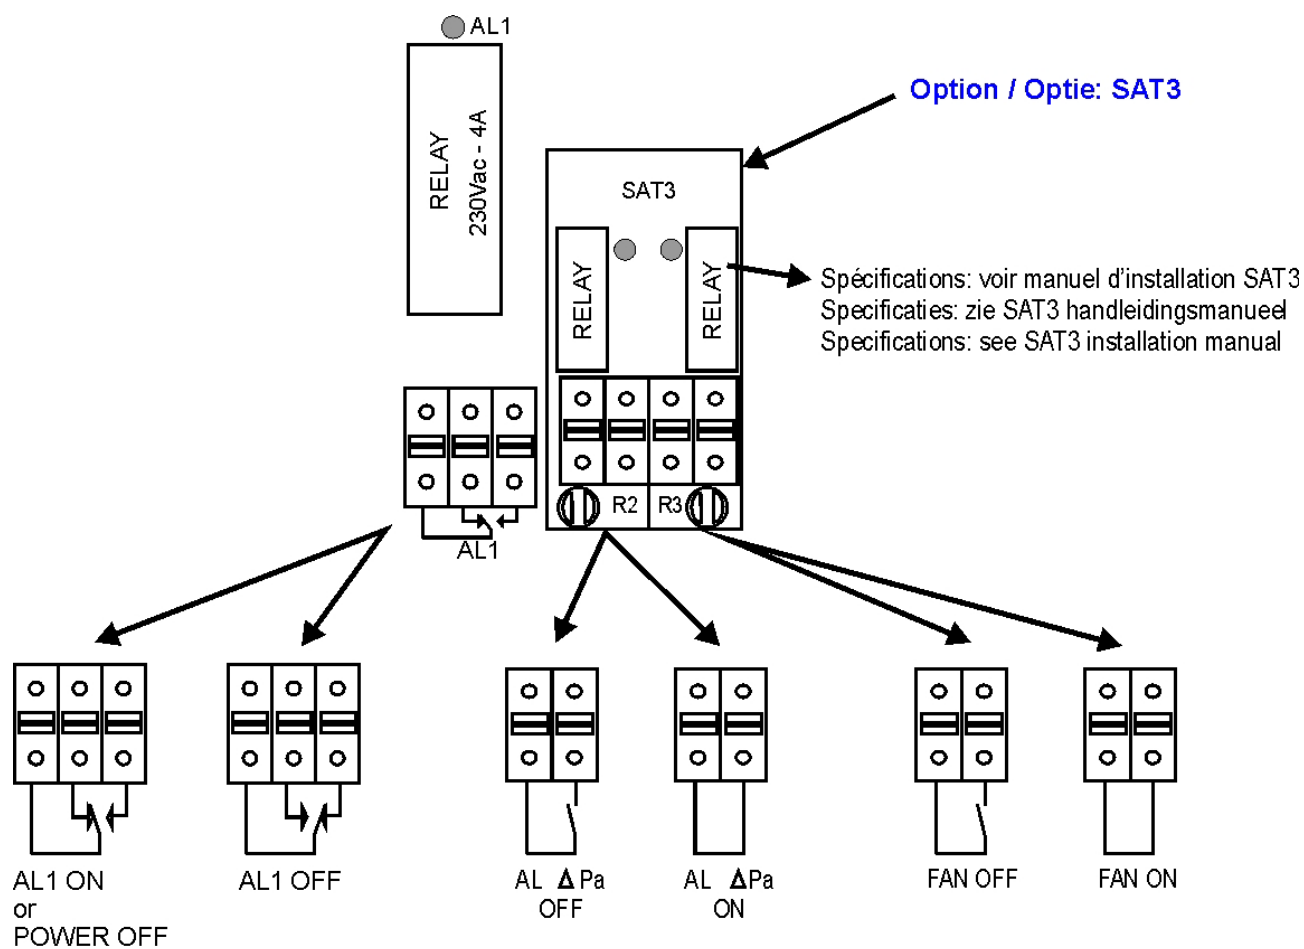 AL1
RELAY
230Vac - 4A
Option / Optie: SAT3
SAT3
RELAY
RELAY
Spécifications: voir manuel d'installation SAT3
Specificaties: zie SAT3 handleidingsmanueel
Specifications: see SAT3 installation manual
R2
R3
AL1
AL1 ON
or
POWER OFF
AL1 OFF
AL Δ Pa
OFF
AL Δ Pa
ON
FAN OFF
FAN ON